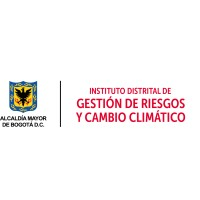 ALCALDÍA MAYOR
DE BOGOTÁ D.C.
INSTITUTO DISTRITAL DE
GESTIÓN DE RIESGOS
Y CAMBIO CLIMÁTICO